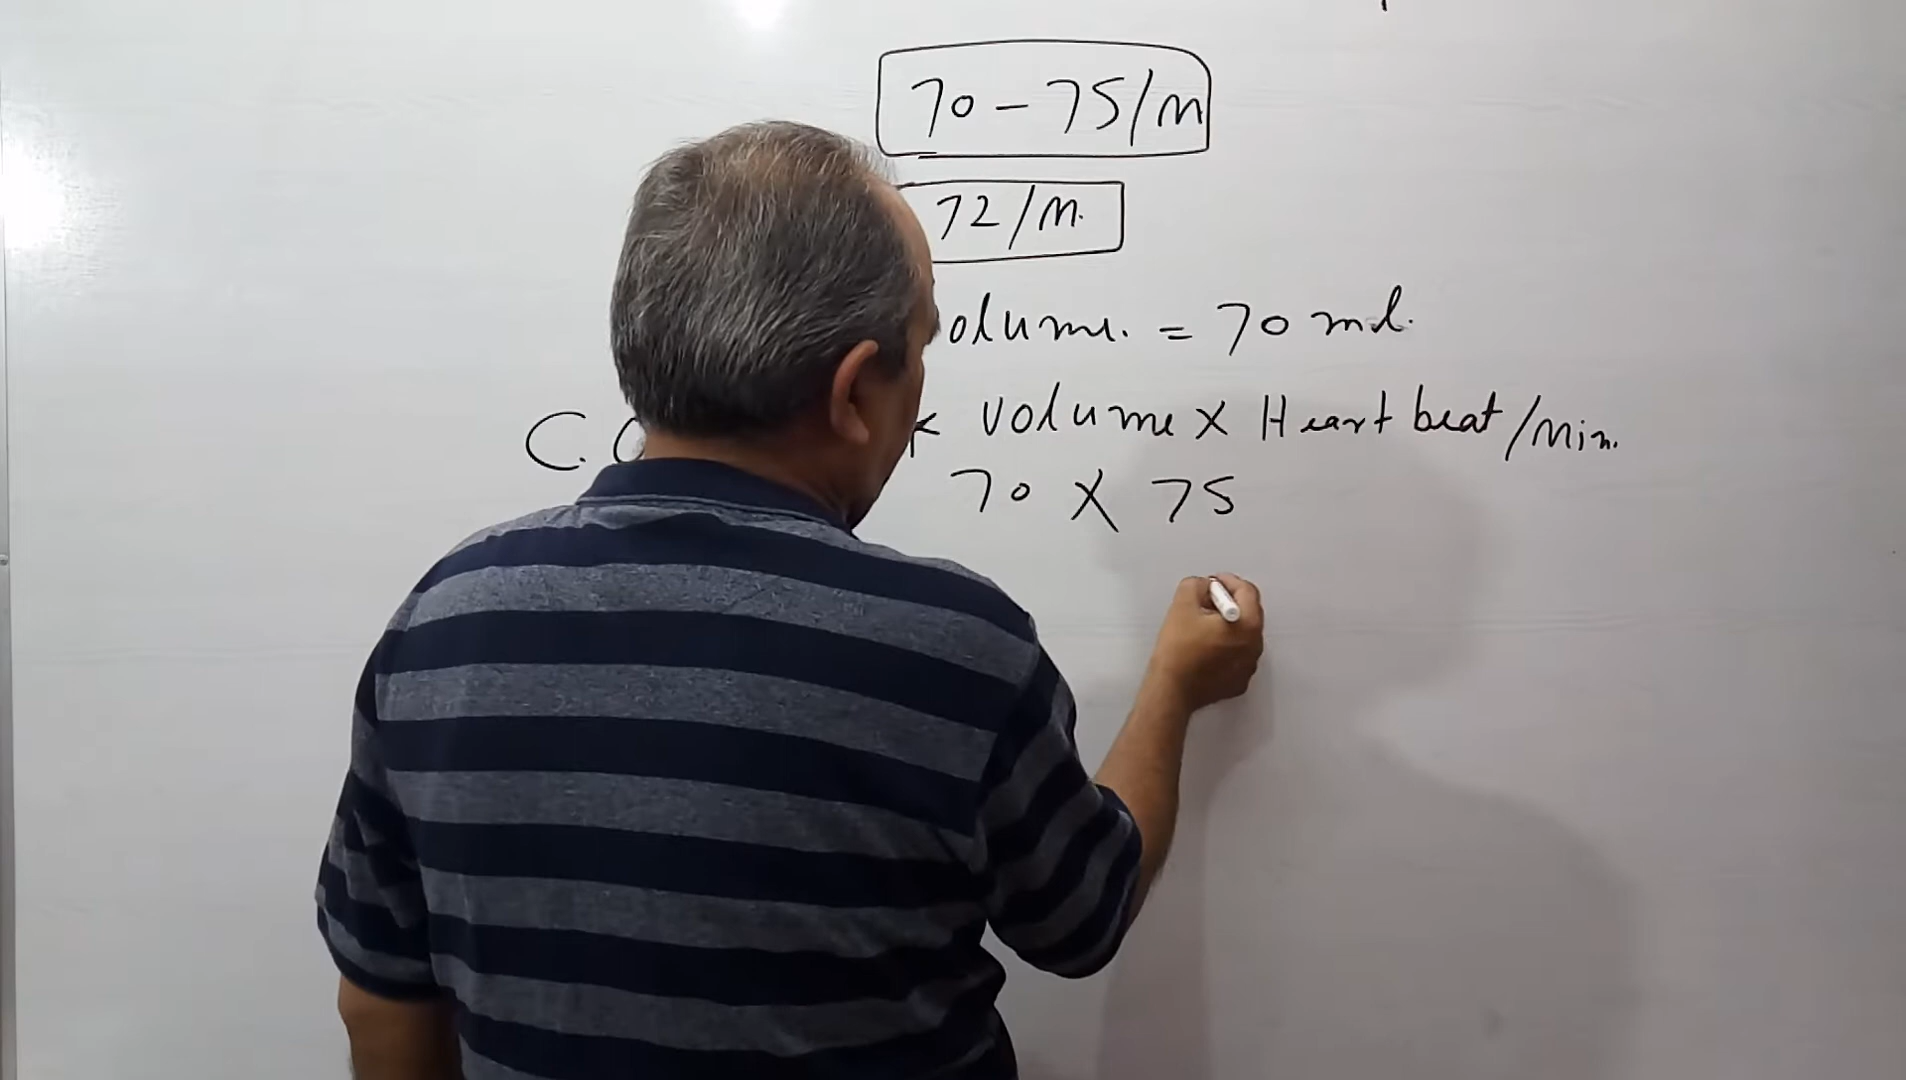 70 - 75/m
72/m.
olume. = 70 ml.
C. volume x Heart beat/Min.
70 X 75